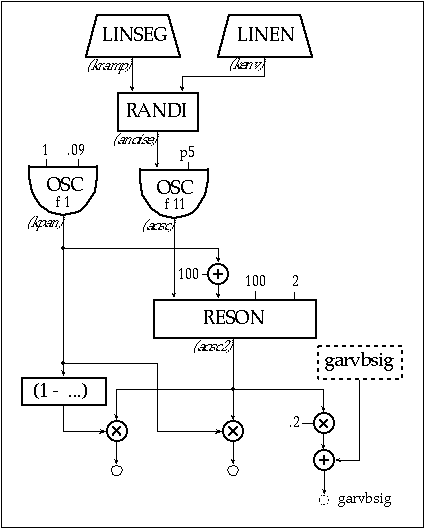 LINSEG
LINEN
(kramp)
(kenv)
RANDI
(anoise)
1
.09
p5
OSC
f 1
OSC
f 11
(kpan)
(aosc)
100
+
100
2
RESON
(aosc2)
garvbsig
(1 - ...)
×
×
.2
×
+
garvbsig